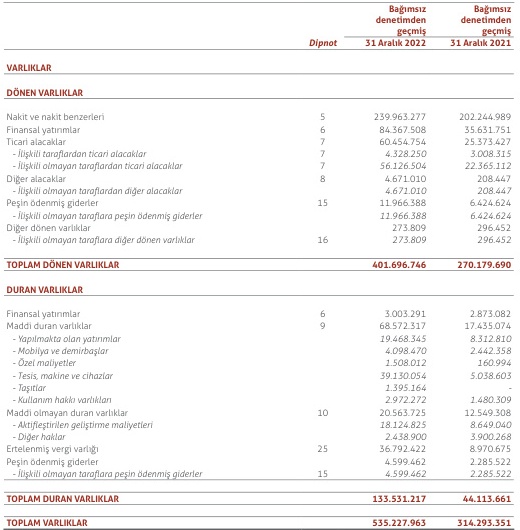 Bağımsız Bağımsız
denetimden denetimden
geçmiş geçmiş
Dipnot 31 Aralık 2022 31 Aralık 2021
VARLIKLAR
DÖNEN VARLIKLAR
Nakit ve nakit benzerleri 5 239.963.277 202.244.989
Finansal yatırımlar 6 84.367.508 35.631.751
Ticari alacaklar 7 60.454.754 25.373.427
- İlişkili taraflardan ticari alacaklar 7 4.328.250 3.008.315
- İlişkili olmayan taraflardan ticari alacaklar 7 56.126.504 22.365.112
Diğer alacaklar 8 4.671.010 208.447
- İlişkili olmayan taraflardan diğer alacaklar 4.671.010 208.447
Peşin ödenmiş giderler 15 11.966.388 6.424.624
- İlişkili olmayan taraflara peşin ödenmiş giderler 11.966.388 6.424.624
Diğer dönen varlıklar 273.809 296.452
- İlişkili olmayan taraflara diğer dönen varlıklar 16 273.809 296.452
TOPLAM DÖNEN VARLIKLAR 401.696.746 270.179.690
DURAN VARLIKLAR
Finansal yatırımlar 6 3.003.291 2.873.082
Maddi duran varlıklar 9 68.572.317 17.435.074
- Yapılmakta olan yatırımlar 19.468.345 8.312.810
- Mobilya ve demirbaşlar 4.098.470 2.442.358
- Özel maliyetler 1.508.012 160.994
- Tesis, makine ve cihazlar 39.130.054 5.038.603
- Taşıtlar 1.395.164 -
- Kullanım hakkı varlıkları 2.972.272 1.480.309
Maddi olmayan duran varlıklar 10 20.563.725 12.549.308
- Aktifleştirilen geliştirme maliyetleri 18.124.825 8.649.040
- Diğer haklar 2.438.900 3.900.268
Ertelenmiş vergi varlığı 25 36.792.422 8.970.675
Peşin ödenmiş giderler 4.599.462 2.285.522
- İlişkili olmayan taraflara peşin ödenmiş giderler 15 4.599.462 2.285.522
TOPLAM DURAN VARLIKLAR 133.531.217 44.113.661
TOPLAM VARLIKLAR 535.227.963 314.293.351